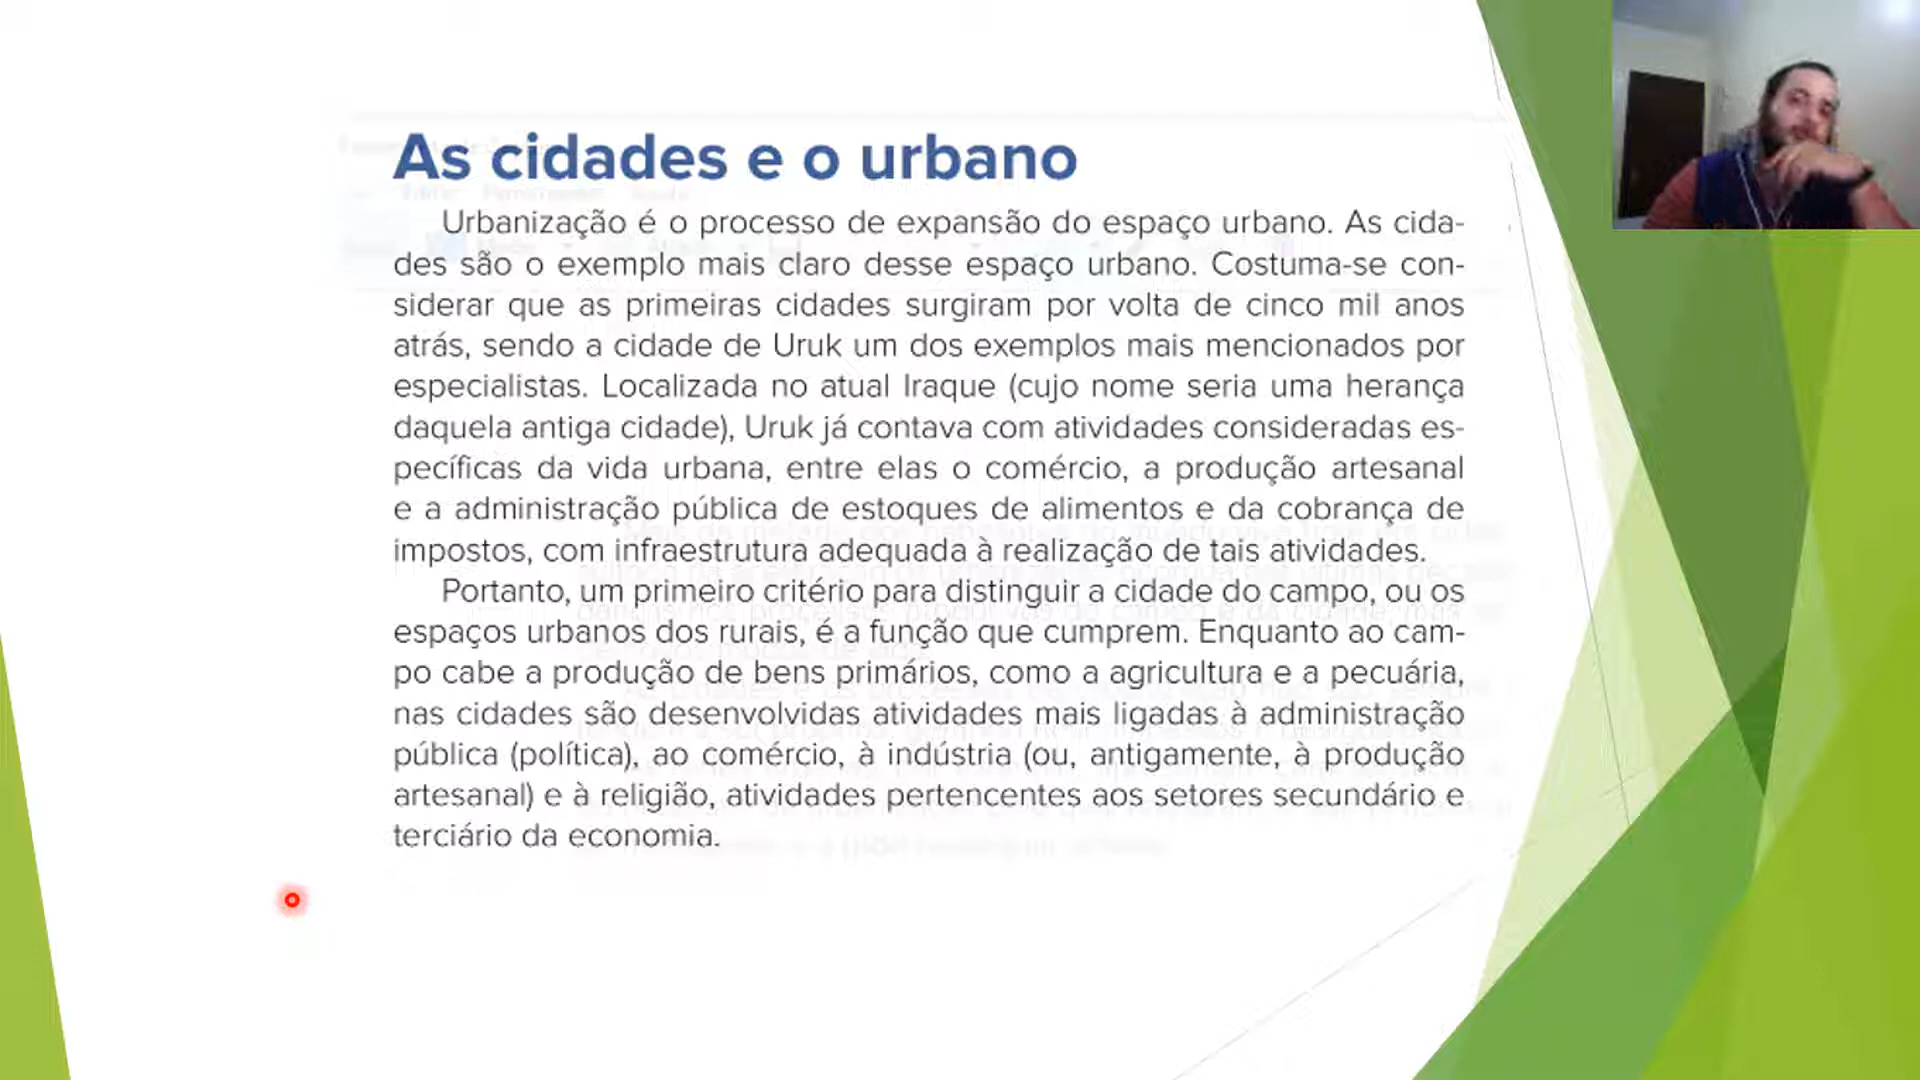 As cidades e o urbano
Urbanização é o processo de expansão do espaço urbano. As cida-
des são o exemplo mais claro desse espaço urbano. Costuma-se con-
siderar que as primeiras cidades surgiram por volta de cinco mil anos
atrás, sendo a cidade de Uruk um dos exemplos mais mencionados por
especialistas. Localizada no atual Iraque (cujo nome seria uma herança
daquela antiga cidade), Uruk já contava com atividades consideradas es-
pecíficas da vida urbana, entre elas o comércio, a produção artesanal
e a administração pública de estoques de alimentos e da cobrança de
impostos, com infraestrutura adequada à realização de tais atividades.
Portanto, um primeiro critério para distinguir a cidade do campo, ou os
espaços urbanos dos rurais, é a função que cumprem. Enquanto ao cam-
po cabe a produção de bens primários, como a agricultura e a pecuária,
nas cidades são desenvolvidas atividades mais ligadas à administração
pública (política), ao comércio, à indústria (ou, antigamente, à produção
artesanal) e à religião, atividades pertencentes aos setores secundário e
terciário da economia.